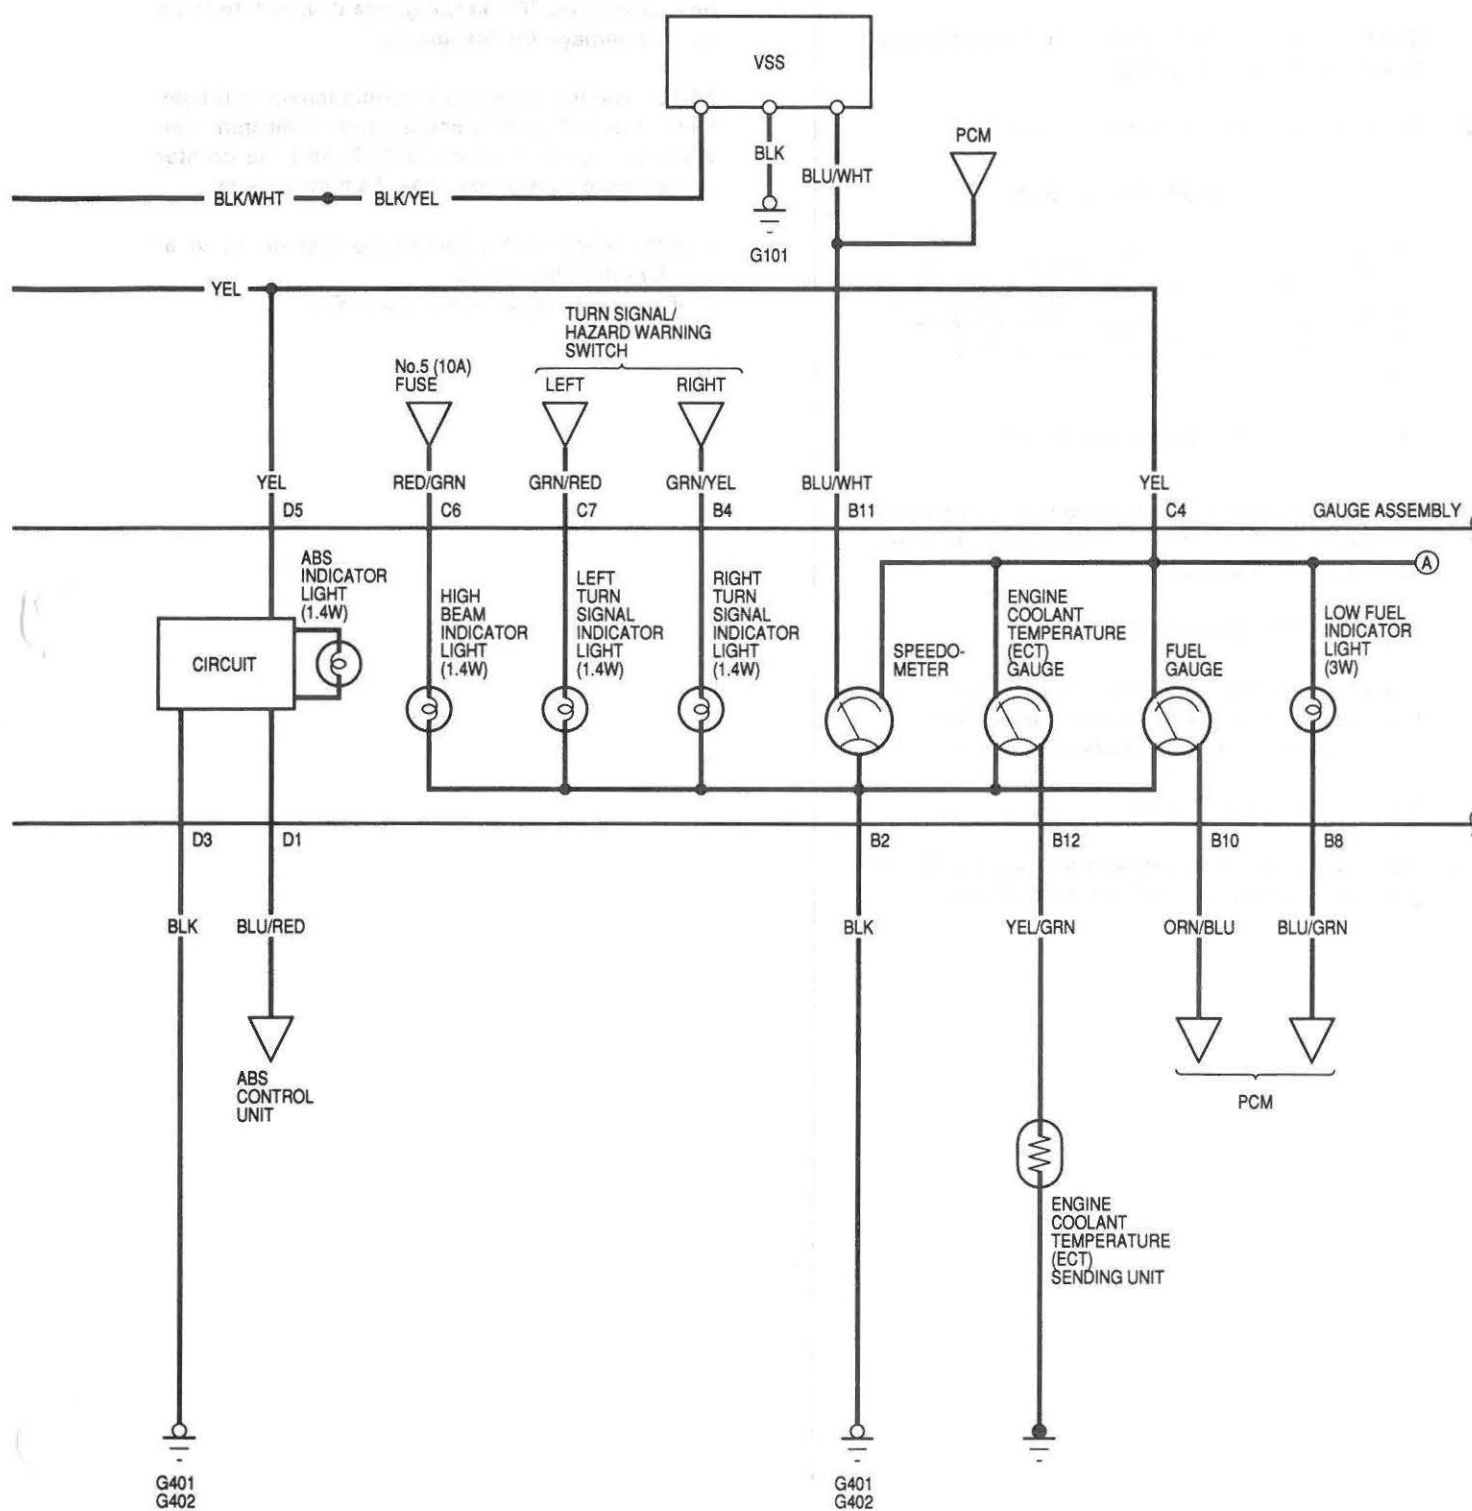 VSS
PCM
BLK
BLU/WHT
BLK/WHT
BLK/YEL
G101
YEL
TURN SIGNAL/
HAZARD WARNING
SWITCH
No.5 (10A)
FUSE
LEFT
RIGHT
YEL
RED/GRN
GRN/RED
GRN/YEL
BLU/WHT
YEL
D5
C6
C7
B4
B11
C4
GAUGE ASSEMBLY
ABS
INDICATOR
LIGHT
(1.4W)
CIRCUIT
HIGH
BEAM
INDICATOR
LIGHT
(1.4W)
LEFT
TURN
SIGNAL
INDICATOR
LIGHT
(1.4W)
RIGHT
TURN
SIGNAL
INDICATOR
LIGHT
(1.4W)
SPEEDO-
METER
ENGINE
COOLANT
TEMPERATURE
(ECT)
GAUGE
FUEL
GAUGE
A
LOW FUEL
INDICATOR
LIGHT
(3W)
D3
D1
B2
B12
B10
B8
BLK
BLU/RED
BLK
YEL/GRN
ORN/BLU
BLU/GRN
ABS
CONTROL
UNIT
PCM
ENGINE
COOLANT
TEMPERATURE
(ECT)
SENDING UNIT
G401
G402
G401
G402